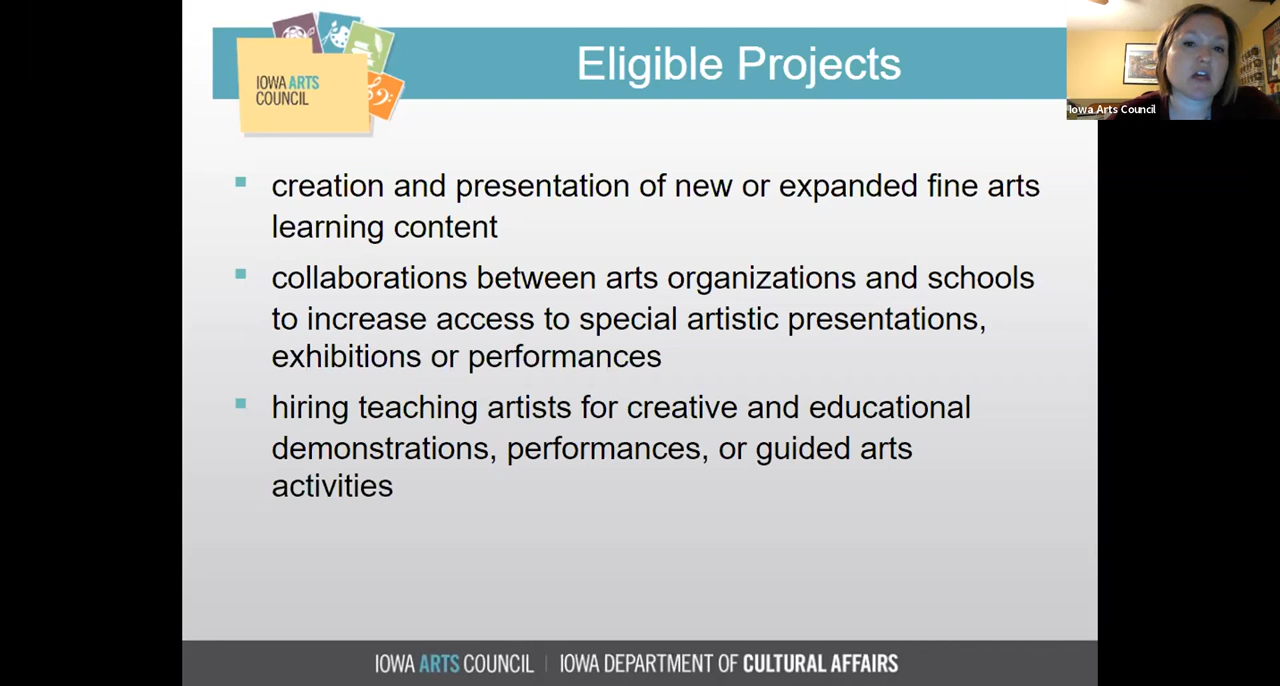 IOWA ARTS
COUNCIL
Eligible Projects
Iowa Arts Council
creation and presentation of new or expanded fine arts
learning content
collaborations between arts organizations and schools
to increase access to special artistic presentations,
exhibitions or performances
hiring teaching artists for creative and educational
demonstrations, performances, or guided arts
activities
IOWA ARTS COUNCIL | IOWA DEPARTMENT OF CULTURAL AFFAIRS